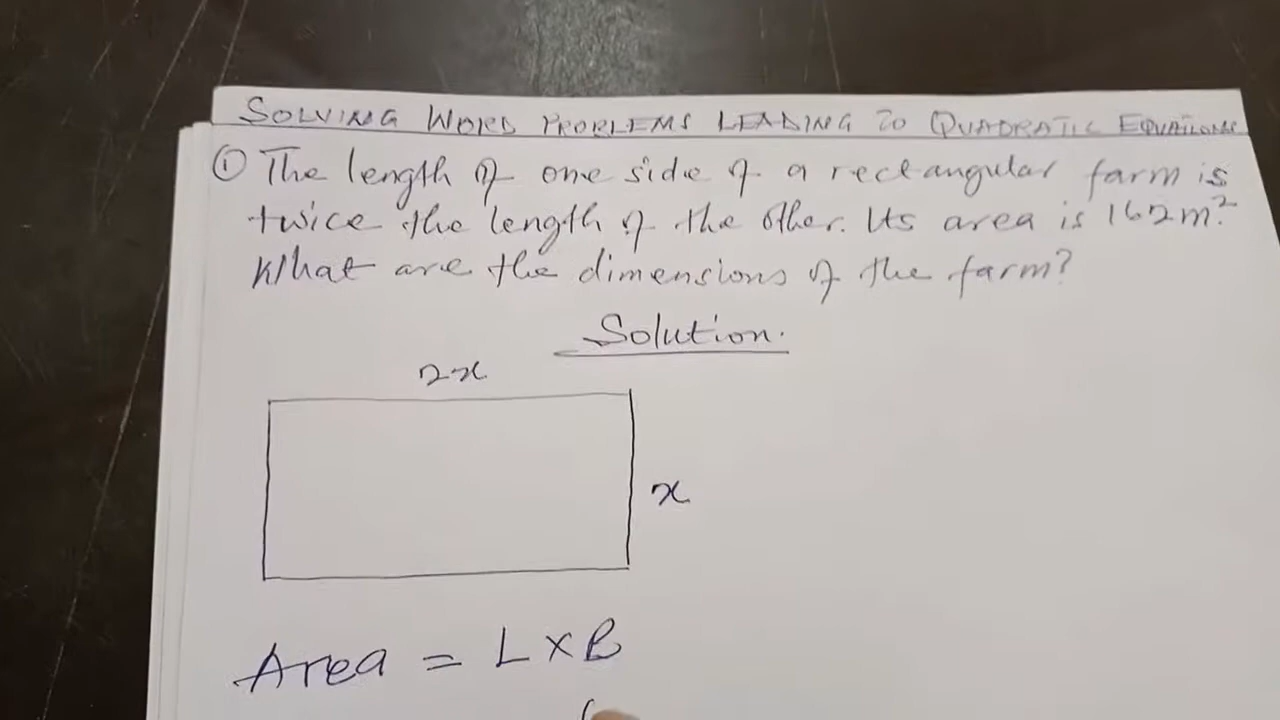 SOLVING WORD PROBLEMS LEADING TO QUADRATIC EQUATIONS
① The length of one side of a rectangular farm is
twice the length of the other. Its area is 162m².
What are the dimensions of the farm?
Solution.
2x
x
Area = L×B